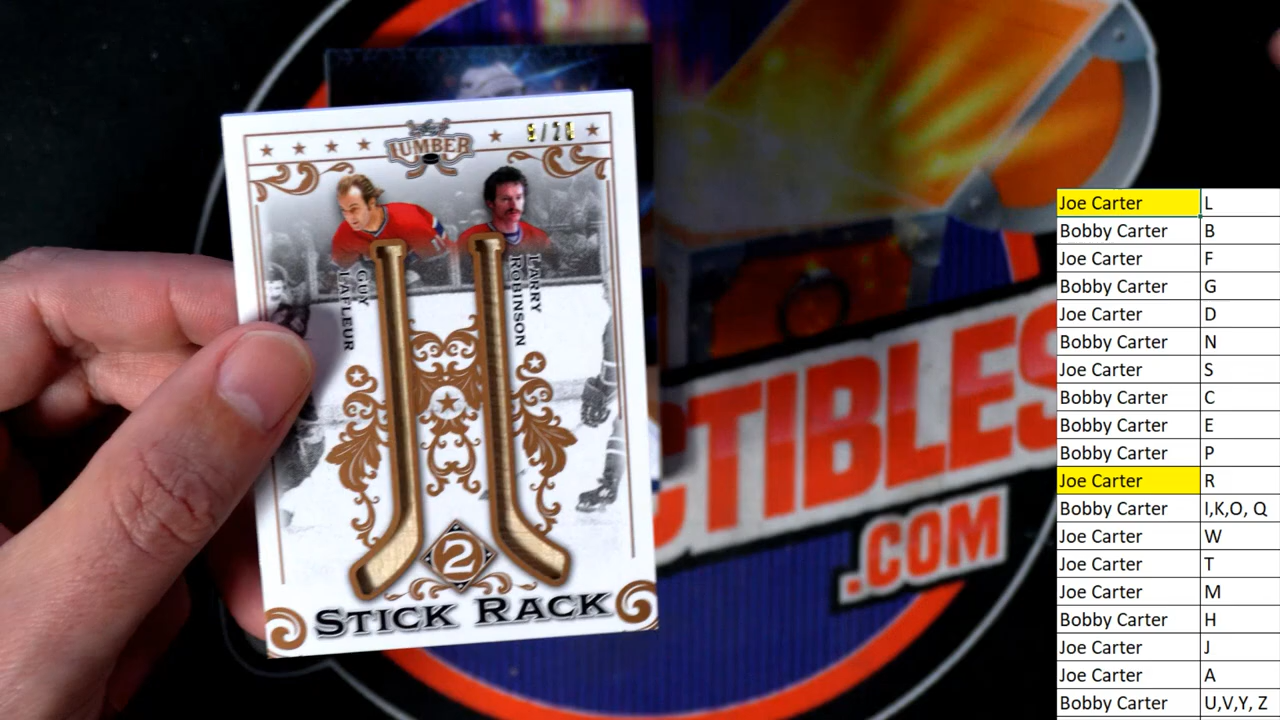 LUMBER
GUY
LAFLEUR
LARRY
ROBINSON
2
STICK RACK
CTIBLES
.COM
Joe Carter L
Bobby Carter B
Joe Carter F
Bobby Carter G
Joe Carter D
Bobby Carter N
Joe Carter S
Bobby Carter C
Bobby Carter E
Bobby Carter P
Joe Carter R
Bobby Carter I,K,O, Q
Joe Carter W
Joe Carter T
Joe Carter M
Bobby Carter H
Joe Carter J
Joe Carter A
Bobby Carter U,V,Y, Z